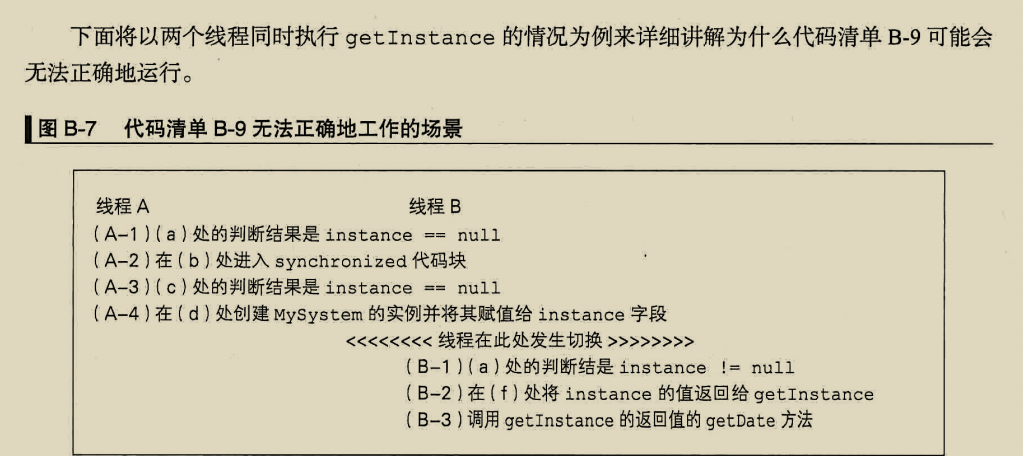 下面将以两个线程同时执行 getInstance 的情况为例来详细讲解为什么代码清单 B-9 可能会
无法正确地运行。
图 B-7 代码清单 B-9 无法正确地工作的场景
线程 A 线程 B
(A-1)(a)处的判断结果是 instance == null
(A-2)在(b)处进入 synchronized 代码块
(A-3)(c)处的判断结果是 instance == null
(A-4)在(d)处创建 MySystem 的实例并将其赋值给 instance 字段
<<<<<<<< 线程在此处发生切换 >>>>>>>>
(B-1)(a)处的判断结是 instance != null
(B-2)在(f)处将 instance 的值返回给 getInstance
(B-3)调用 getInstance 的返回值的 getDate 方法